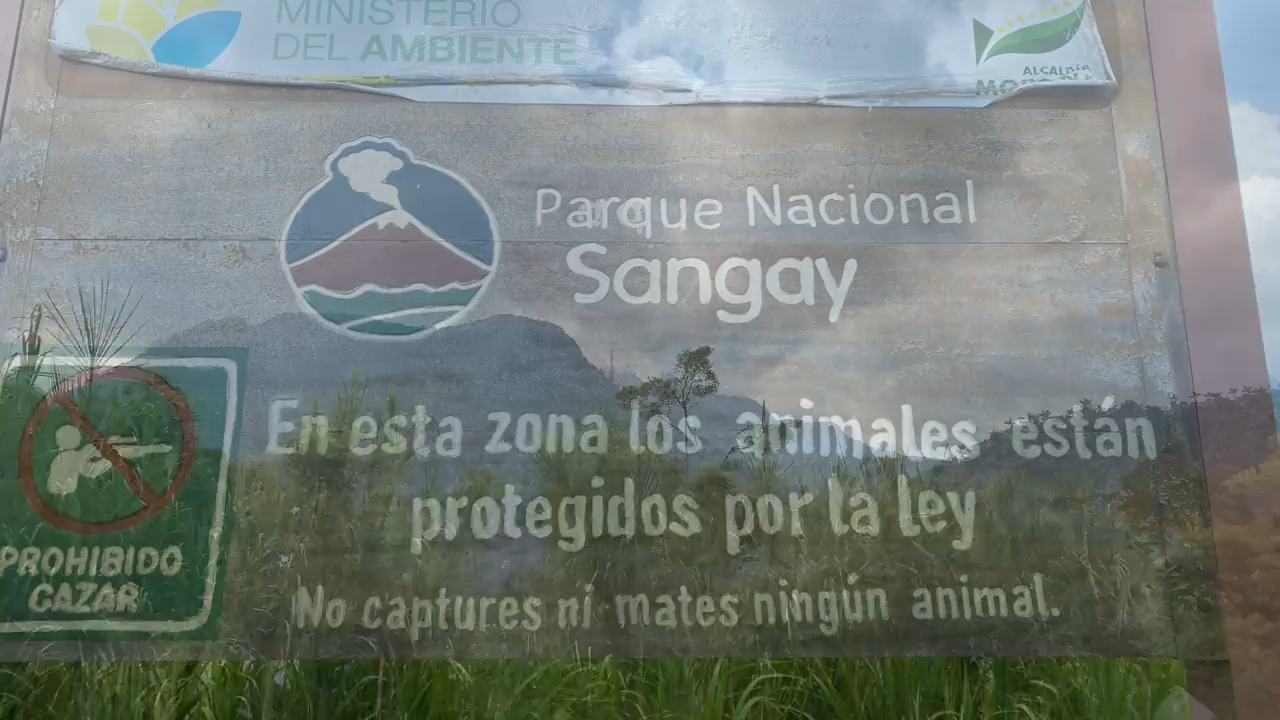 MINISTERIO
DEL AMBIENTE
ALCALDÍA
Parque Nacional
Sangay
En esta zona los animales están
protegidos por la ley
No captures ni mates ningún animal.
PROHIBIDO
CAZAR